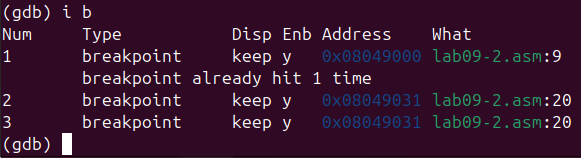 (gdb) i b
Num     Type           Disp Enb Address    What
1       breakpoint     keep y   0x08049000 lab09-2.asm:9
        breakpoint already hit 1 time
2       breakpoint     keep y   0x08049031 lab09-2.asm:20
3       breakpoint     keep y   0x08049031 lab09-2.asm:20
(gdb)